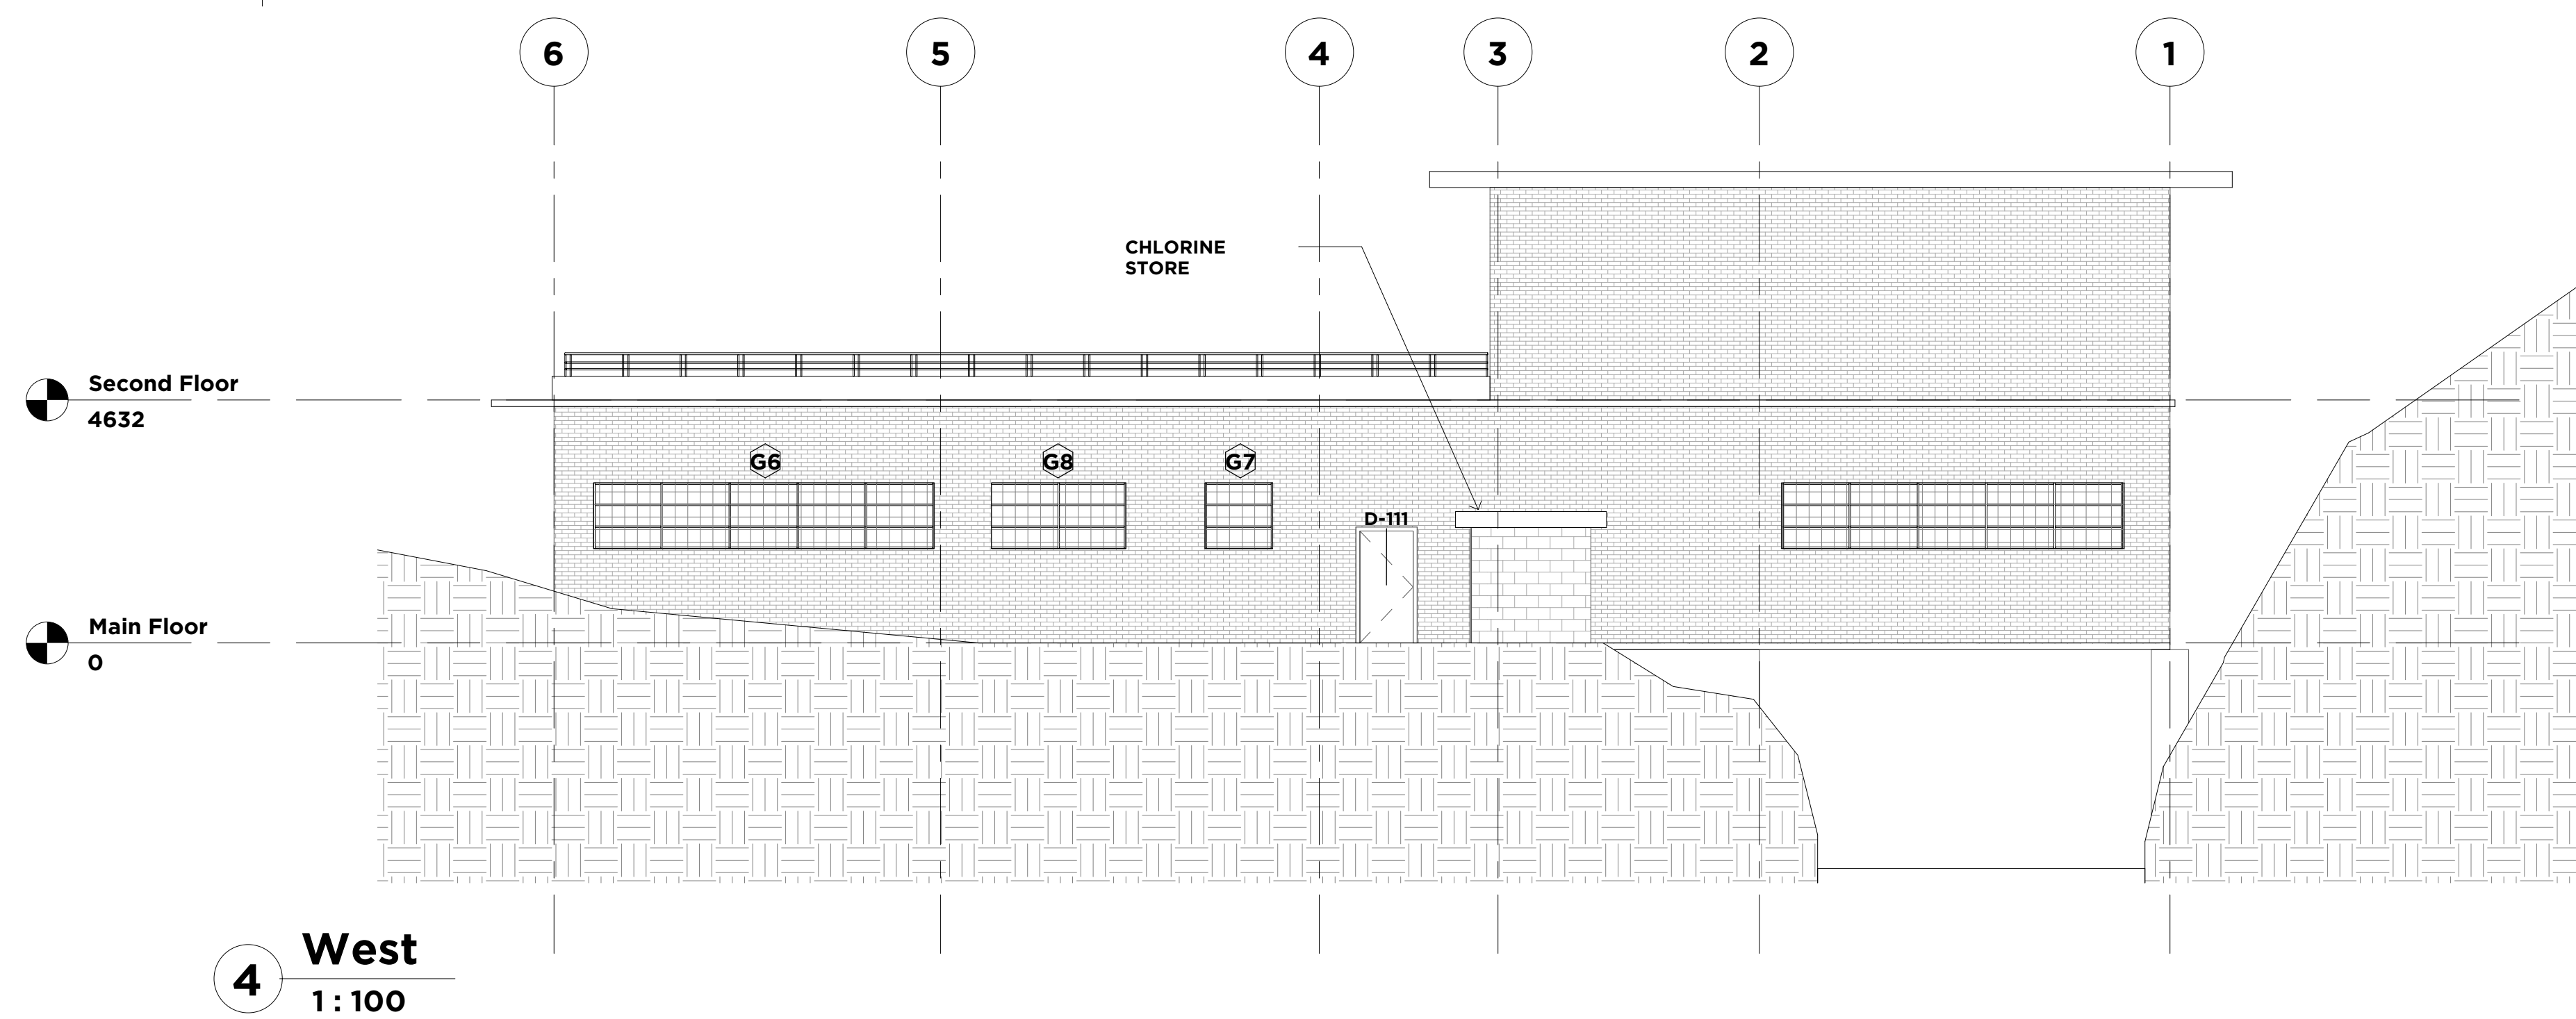 6 5 4 3 2 1
CHLORINE
STORE
Second Floor
4632
G6 G8 G7
D-111
Main Floor
0
4 West
1 : 100